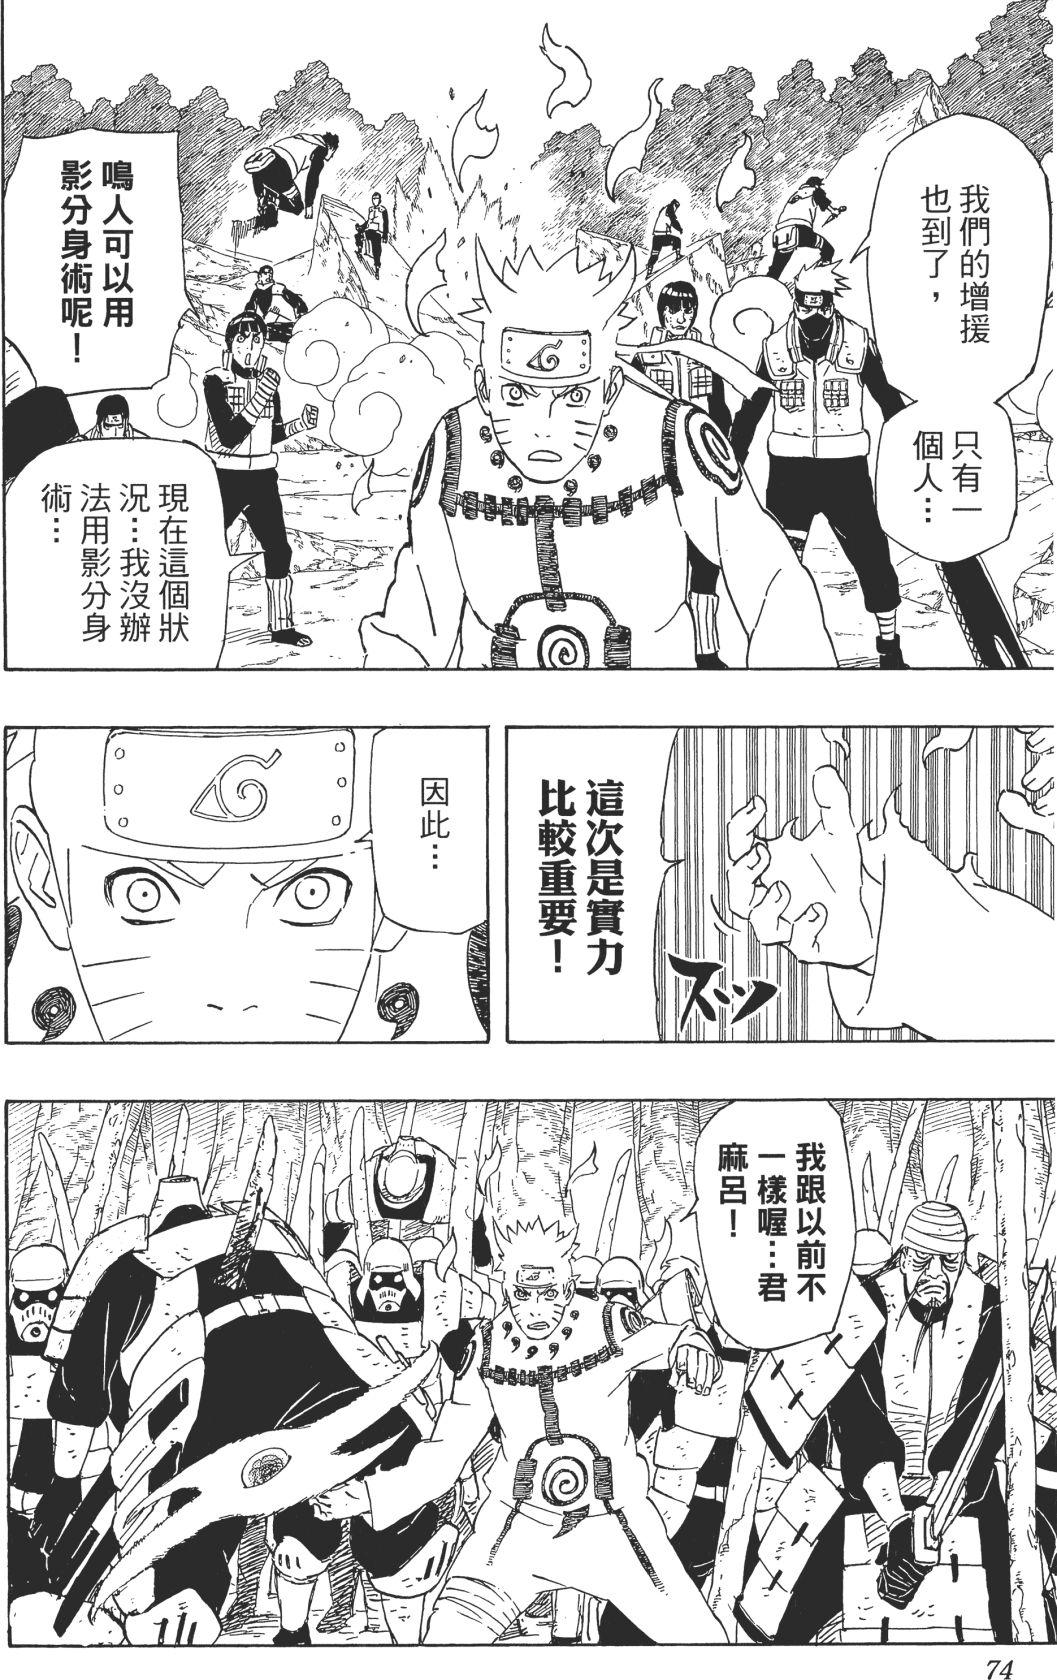 我們的增援
也到了，
只有一
個人…
鳴人可以用
影分身術呢！
現在這個狀
況…我沒辦
法用影分身
術…
這次是實力
比較重要！
ズッ
因此…
我跟以前不
一樣喔…君
麻呂！
74